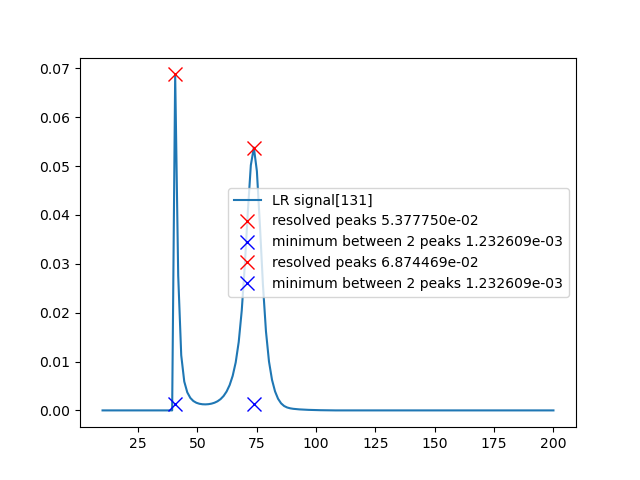 0.07
0.06
0.05
0.04
0.03
0.02
0.01
0.00
LR signal[131]
resolved peaks 5.377750e-02
minimum between 2 peaks 1.232609e-03
resolved peaks 6.874469e-02
minimum between 2 peaks 1.232609e-03
25 50 75 100 125 150 175 200